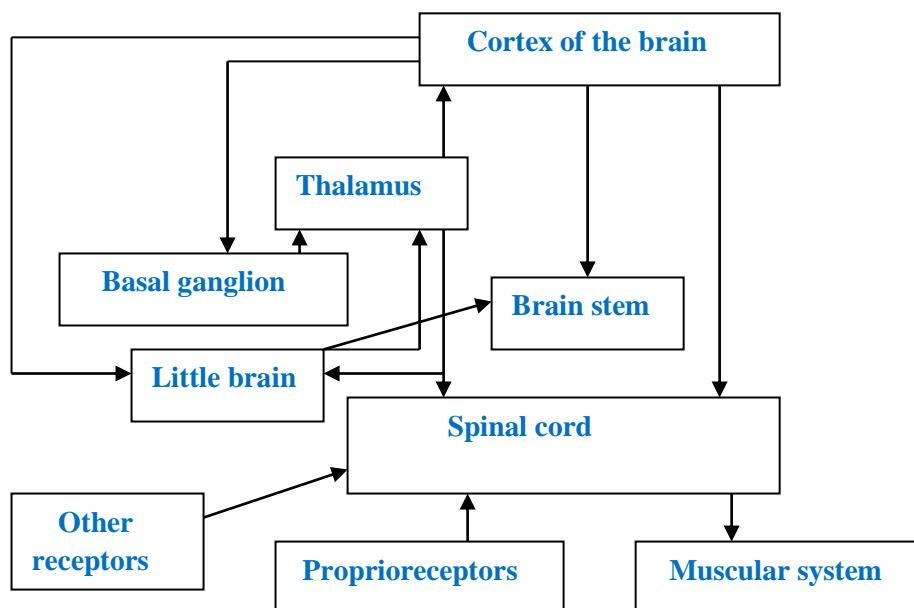 Cortex of the brain
Thalamus
Basal ganglion
Brain stem
Little brain
Spinal cord
Other
receptors
Proprioreceptors
Muscular system